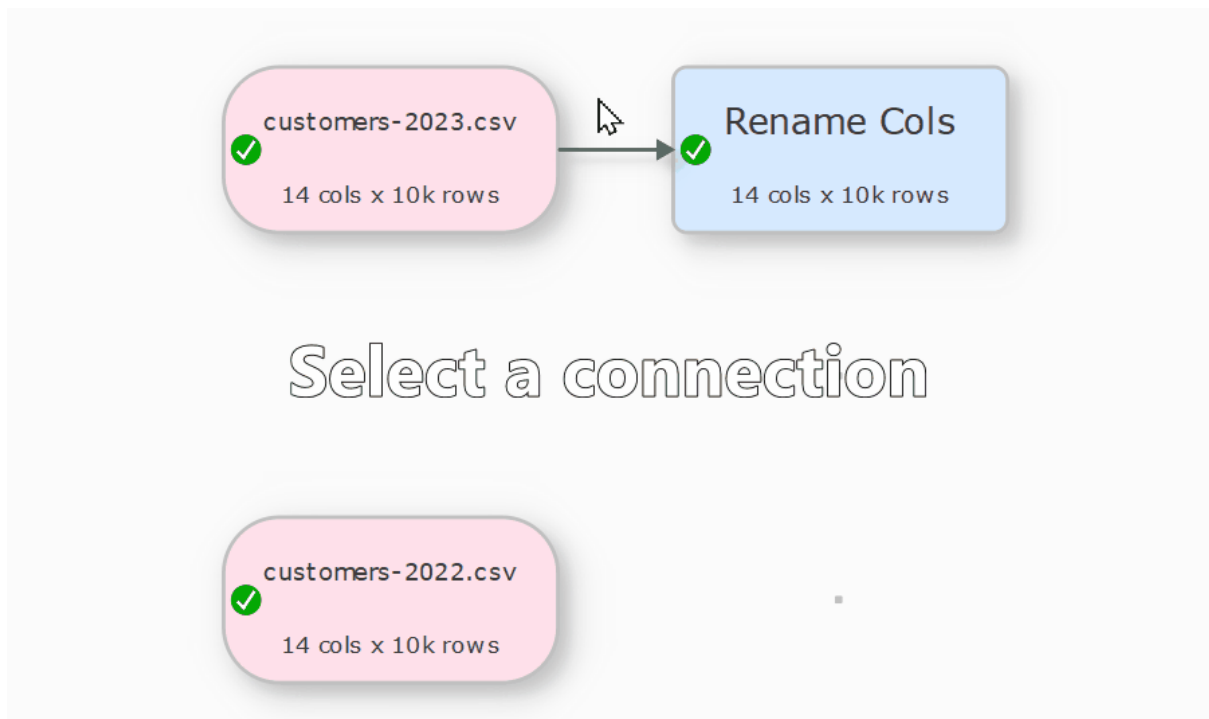 customers-2023.csv
14 cols x 10k rows
Rename Cols
14 cols x 10k rows
Select a connection
customers-2022.csv
14 cols x 10k rows